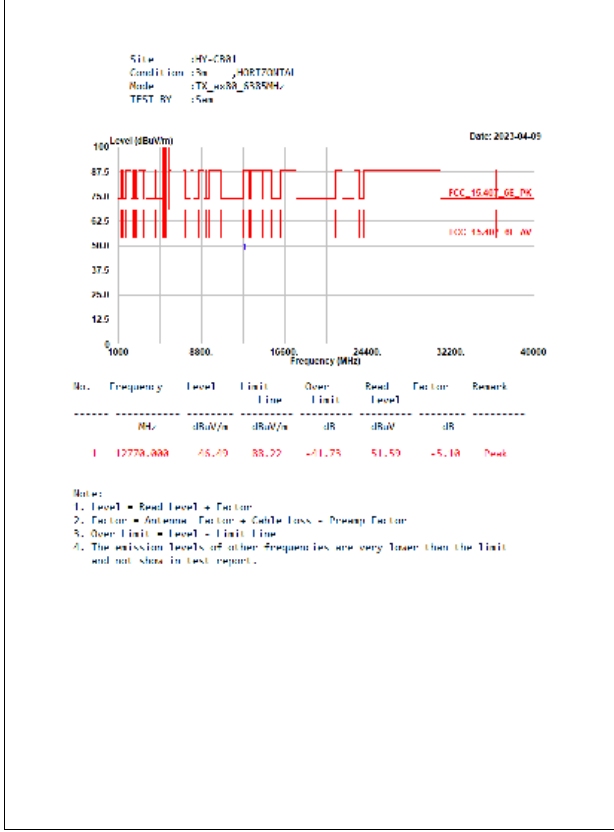 Site :HY-CB01
Condition :3m ,HORIZONTAL
Mode :TX_ax80_6385MHz
TEST BY :Sam
Level (dBuV/m)
Date: 2023-04-09
100
87.5
75.0
FCC_15.407_6E_PK
62.5
FCC_15.407_6E_AV
50.0
37.5
25.0
12.5
0
1000 8800. 16600. 24400. 32200. 40000
Frequency (MHz)
No. Frequency Level Limit Over Read Factor Remark
Line Limit Level
------ ----------- -------- -------- --------- -------- -------- ---------
MHz dBuV/m dBuV/m dB dBuV dB
1 12770.000 46.49 88.22 -41.73 51.59 -5.10 Peak
Note:
1. Level = Read Level + Factor
2. Factor = Antenna Factor + Cable Loss - Preamp Factor
3. Over Limit = Level - Limit Line
4. The emission levels of other frequencies are very lower than the limit
and not show in test report.